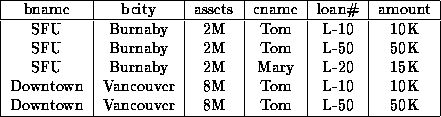 bname bcity assets cname loan# amount
SFU Burnaby 2M Tom L-10 10K
SFU Burnaby 2M Tom L-50 50K
SFU Burnaby 2M Mary L-20 15K
Downtown Vancouver 8M Tom L-10 10K
Downtown Vancouver 8M Tom L-50 50K